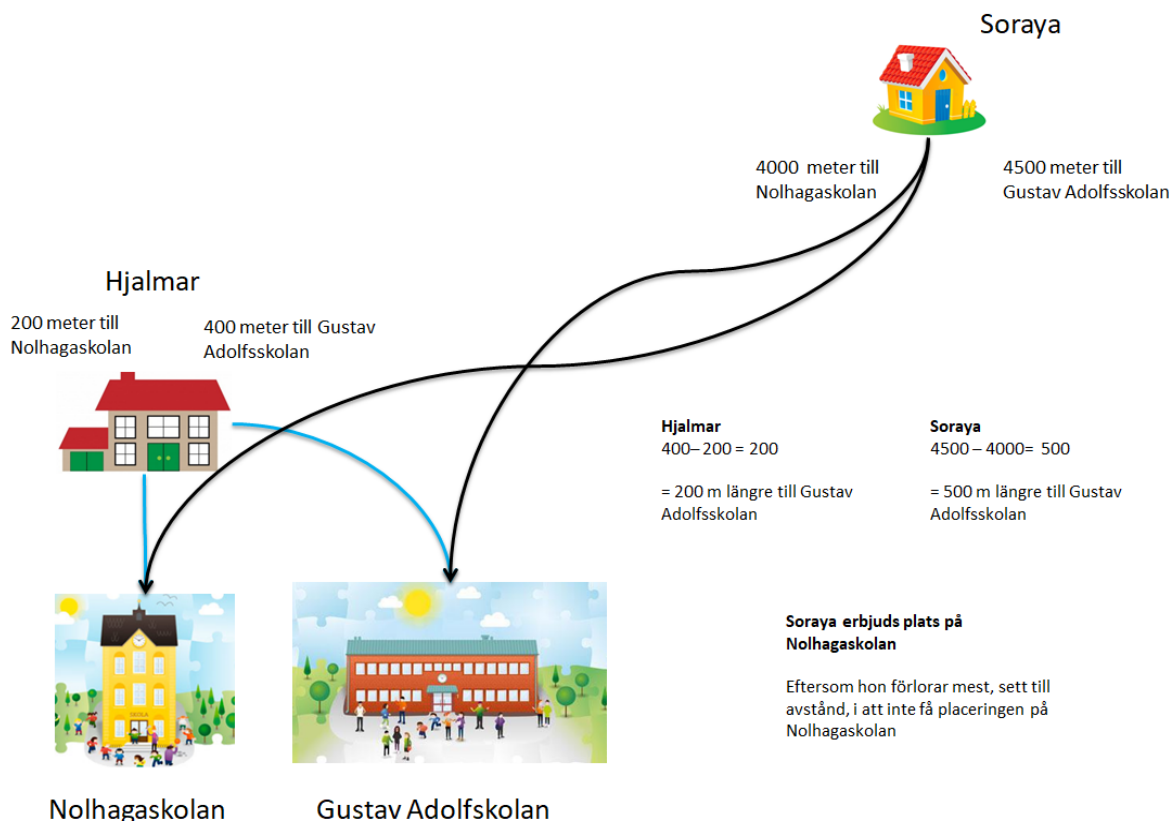 Soraya
4000 meter till
Nolhagaskolan
4500 meter till
Gustav Adolfsskolan
Hjalmar
200 meter till
Nolhagaskolan
400 meter till Gustav
Adolfsskolan
Hjalmar
400– 200 = 200
= 200 m längre till Gustav
Adolfsskolan
Soraya
4500 – 4000= 500
= 500 m längre till Gustav
Adolfsskolan
Soraya erbjuds plats på
Nolhagaskolan
Eftersom hon förlorar mest, sett till
avstånd, i att inte få placeringen på
Nolhagaskolan
SKOLA
Nolhagaskolan
Gustav Adolfskolan